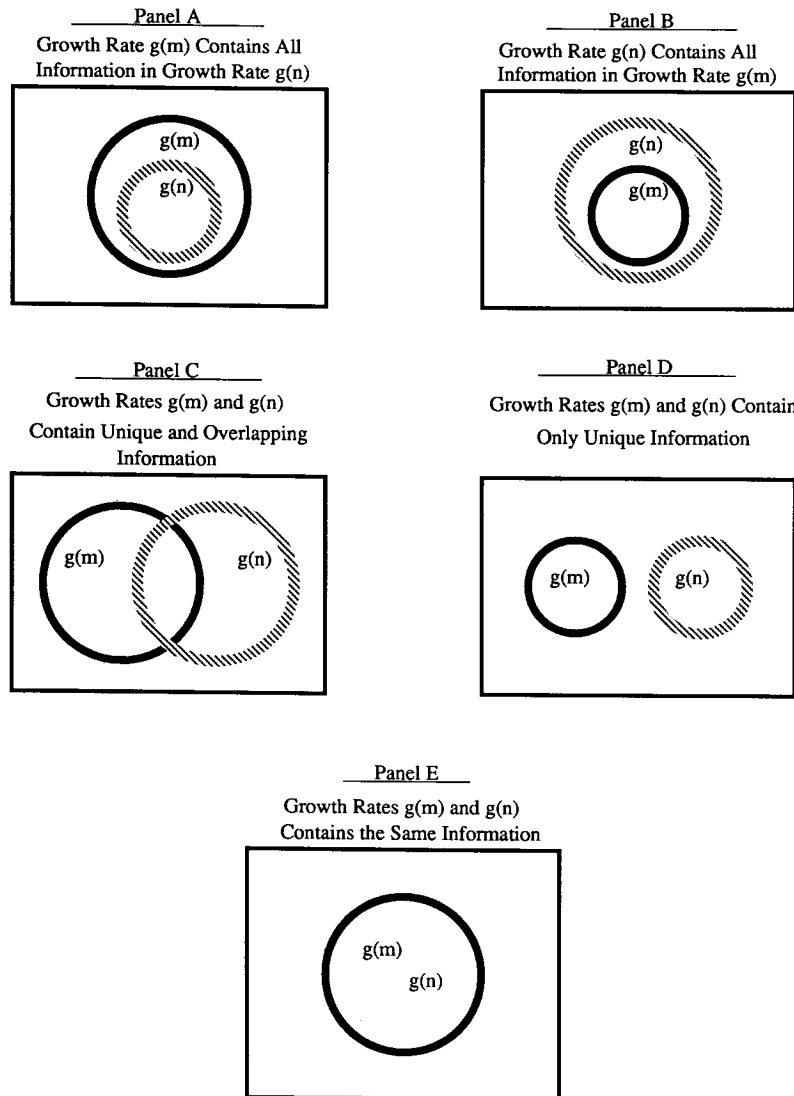 Panel A
Growth Rate g(m) Contains All
Information in Growth Rate g(n)
g(m)
g(n)
Panel B
Growth Rate g(n) Contains All
Information in Growth Rate g(m)
g(n)
g(m)
Panel C
Growth Rates g(m) and g(n)
Contain Unique and Overlapping
Information
g(m)
g(n)
Panel D
Growth Rates g(m) and g(n) Contain
Only Unique Information
g(m)
g(n)
Panel E
Growth Rates g(m) and g(n)
Contains the Same Information
g(m)
g(n)